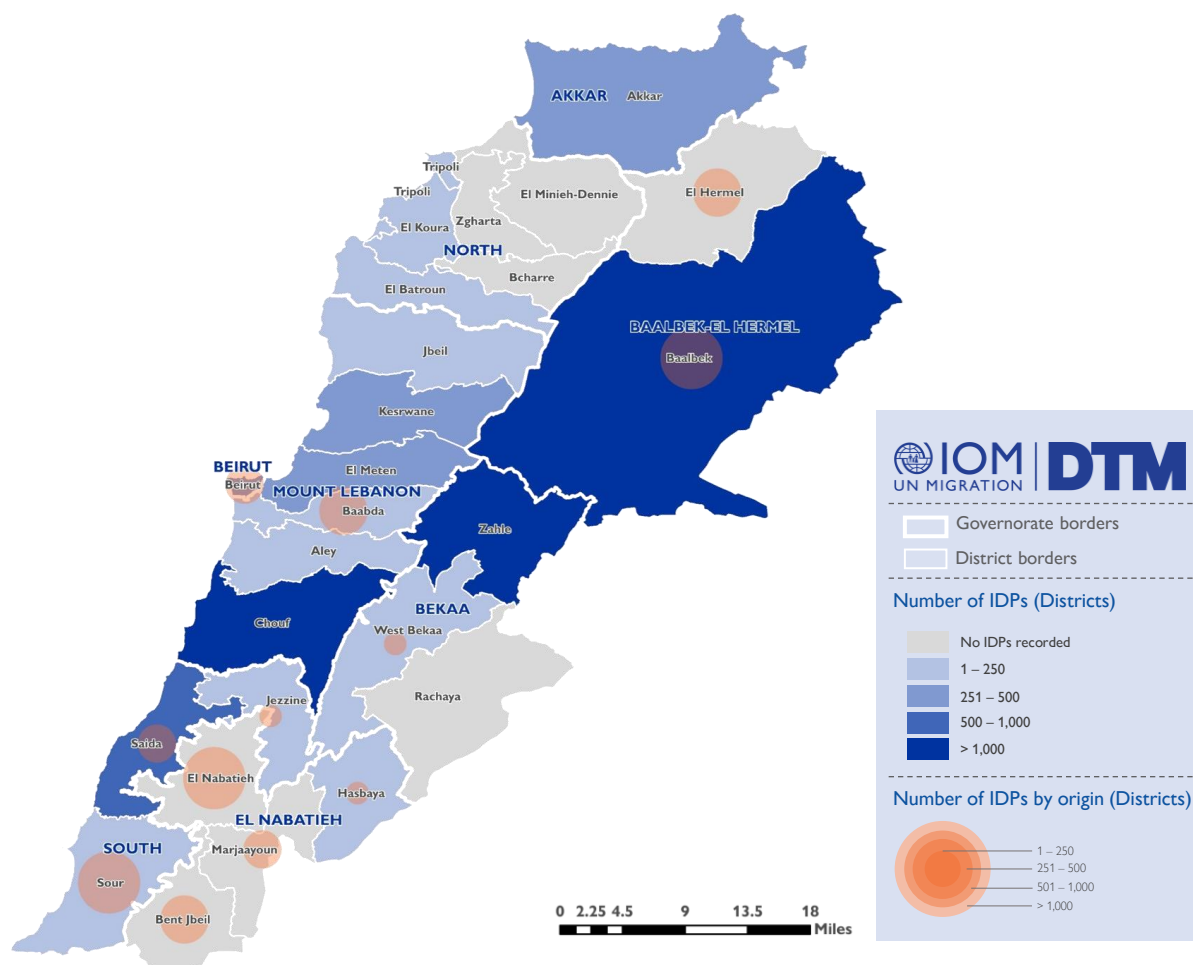 AKKAR
Akkar
Tripoli
Tripoli
El Minieh-Dennie
El Hermel
Zgharta
El Koura
NORTH
Bcharre
El Batroun
BAALBEK-EL HERMEL
Baalbek
Jbeil
Kesrwane
BEIRUT
Beirut
El Meten
MOUNT LEBANON
Baabda
Zahle
Aley
Chouf
BEKAA
West Bekaa
Rachaya
Jezzine
Saida
El Nabatieh
Hasbaya
EL NABATIEH
SOUTH
Marjaayoun
Sour
Bent Jbeil
0 2.25 4.5 9 13.5 18
Miles
IOM
UN MIGRATION
DTM
Governorate borders
District borders
Number of IDPs (Districts)
No IDPs recorded
1 – 250
251 – 500
500 – 1,000
> 1,000
Number of IDPs by origin (Districts)
1 – 250
251 – 500
501 – 1,000
> 1,000